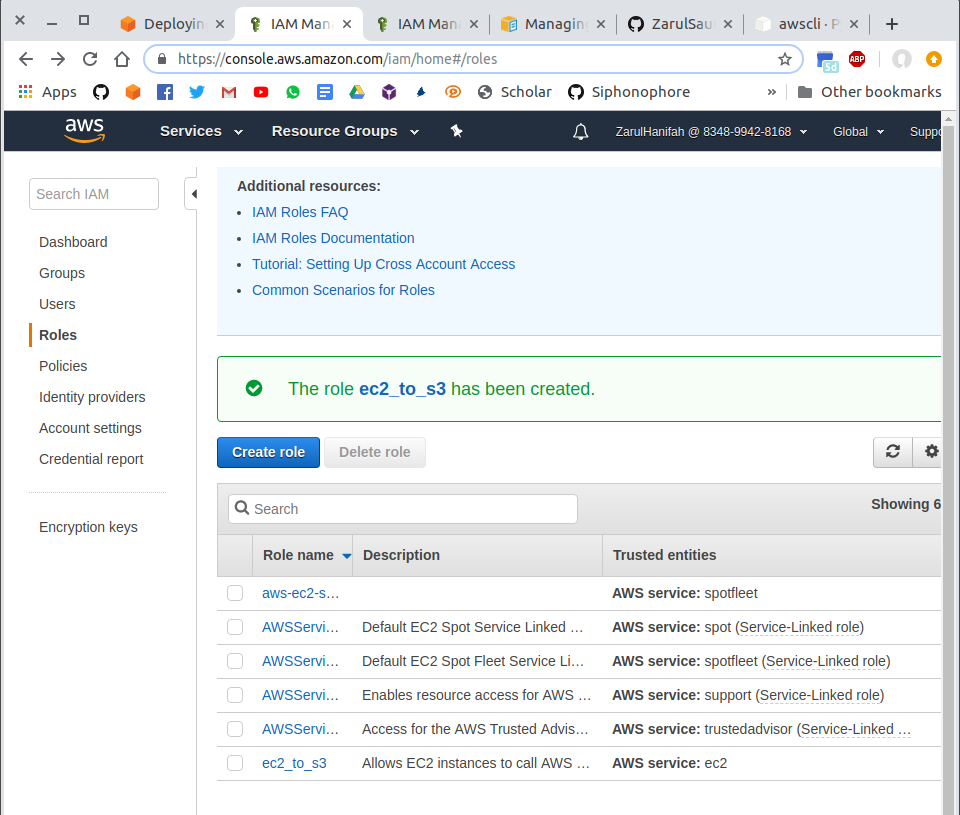 Deploying
IAM Man
IAM Man
Managing
ZarulSau
awscli · P
https://console.aws.amazon.com/iam/home#/roles
5d
ABP
Apps
Scholar
Siphonophore
»
Other bookmarks
aws
Services
Resource Groups
ZarulHanifah @ 8348-9942-8168
Global
Suppo
Search IAM
Dashboard
Groups
Users
Roles
Policies
Identity providers
Account settings
Credential report
Encryption keys
Additional resources:
• IAM Roles FAQ
• IAM Roles Documentation
• Tutorial: Setting Up Cross Account Access
• Common Scenarios for Roles
The role ec2_to_s3 has been created.
Create role
Delete role
Search
Showing 6
Role name Description Trusted entities
aws-ec2-s… AWS service: spotfleet
AWSServi… Default EC2 Spot Service Linked … AWS service: spot (Service-Linked role)
AWSServi… Default EC2 Spot Fleet Service Li… AWS service: spotfleet (Service-Linked role)
AWSServi… Enables resource access for AWS … AWS service: support (Service-Linked role)
AWSServi… Access for the AWS Trusted Advis… AWS service: trustedadvisor (Service-Linked …
ec2_to_s3 Allows EC2 instances to call AWS … AWS service: ec2